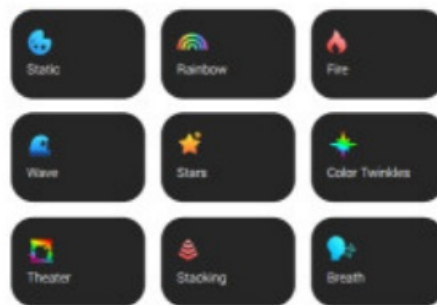 Static
Rainbow
Fire
Wave
Stars
Color Twinkles
Theater
Stacking
Breath